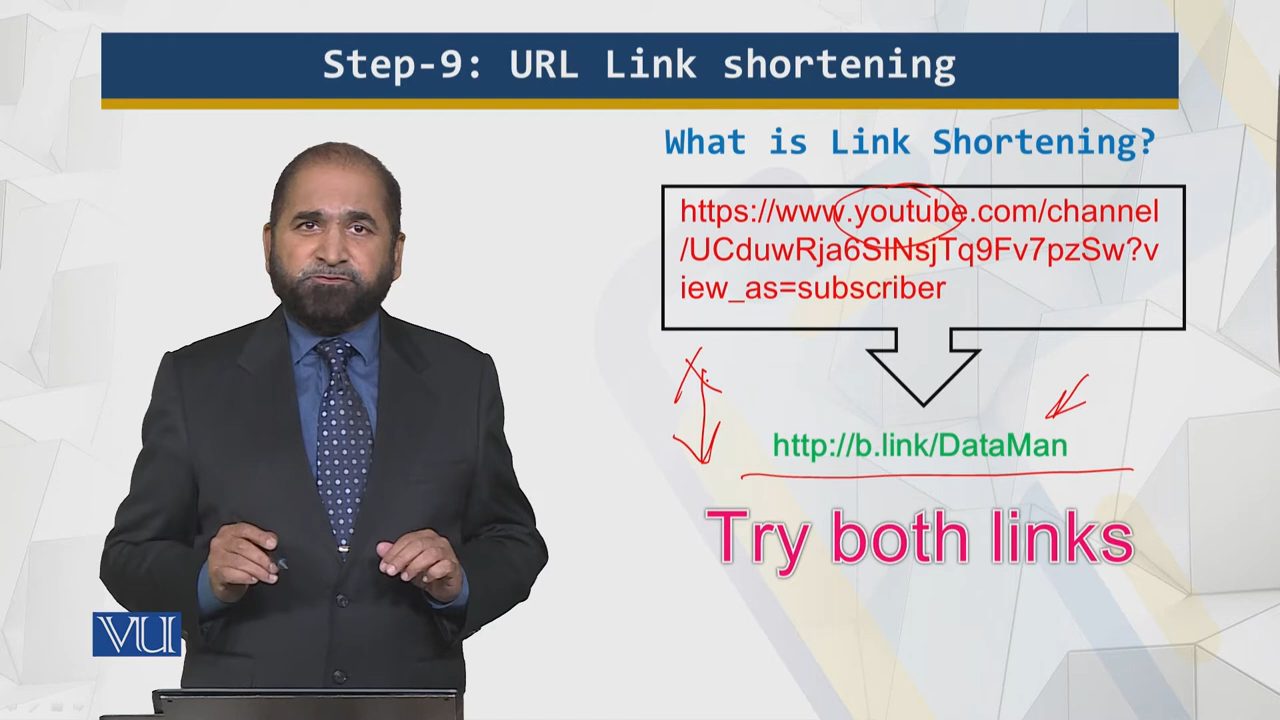 Step-9: URL Link shortening
What is Link Shortening?
https://www.youtube.com/channel
/UCduwRja6SINsjTq9Fv7pzSw?v
iew_as=subscriber
http://b.link/DataMan
Try both links
VU